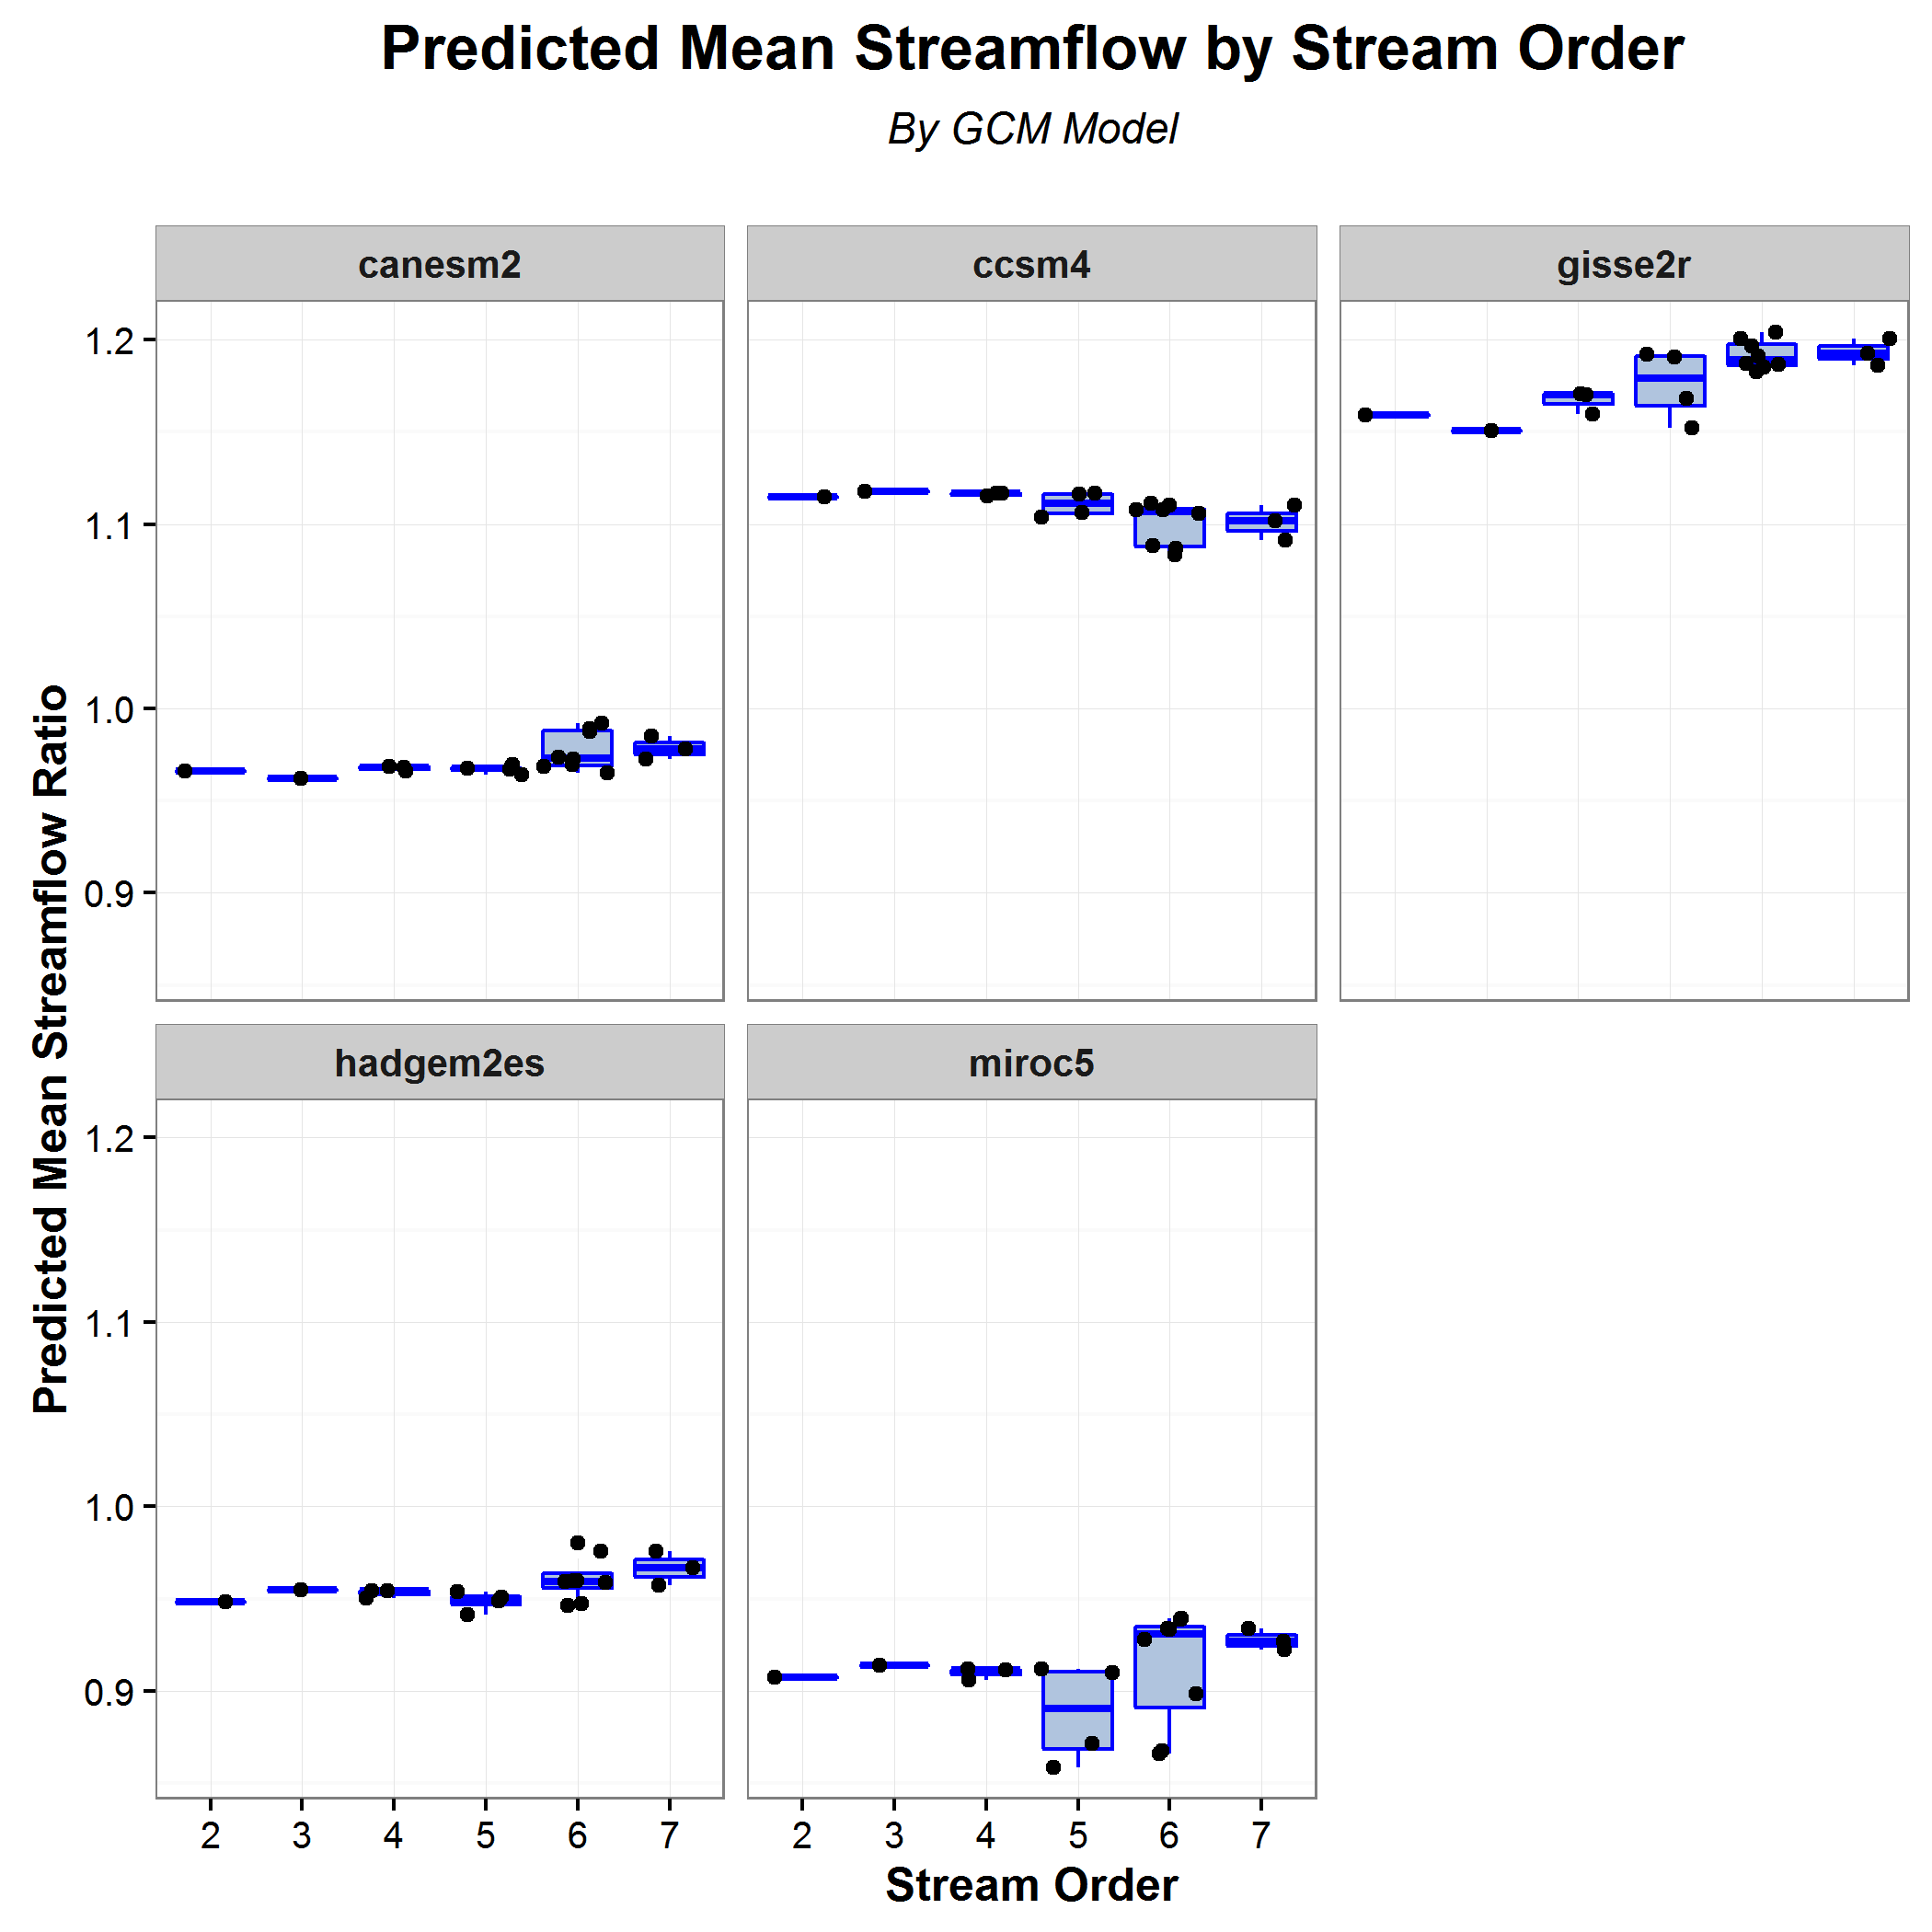 Predicted Mean Streamflow by Stream Order
By GCM Model
canesm2
ccsm4
gisse2r
1.2
1.1
1.0
0.9
Predicted Mean Streamflow Ratio
hadgem2es
miroc5
1.2
1.1
1.0
0.9
2 3 4 5 6 7
2 3 4 5 6 7
Stream Order